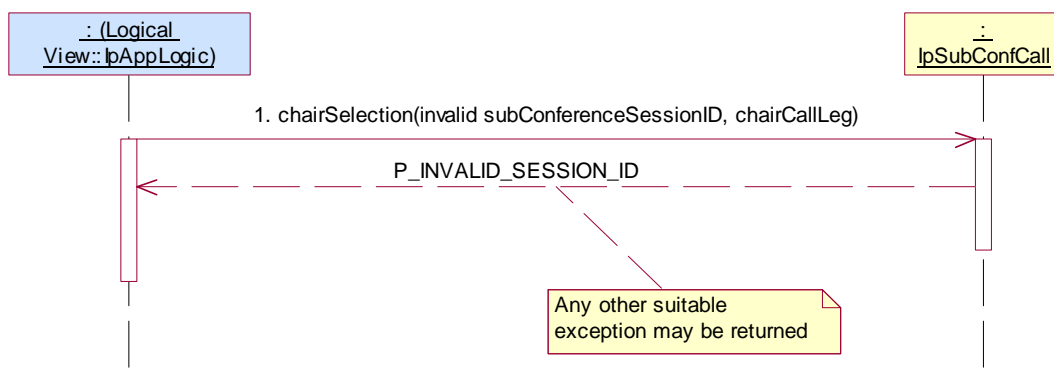 : (Logical
View::IpAppLogic)
:
IpSubConfCall
1. chairSelection(invalid subConferenceSessionID, chairCallLeg)
P_INVALID_SESSION_ID
Any other suitable
exception may be returned